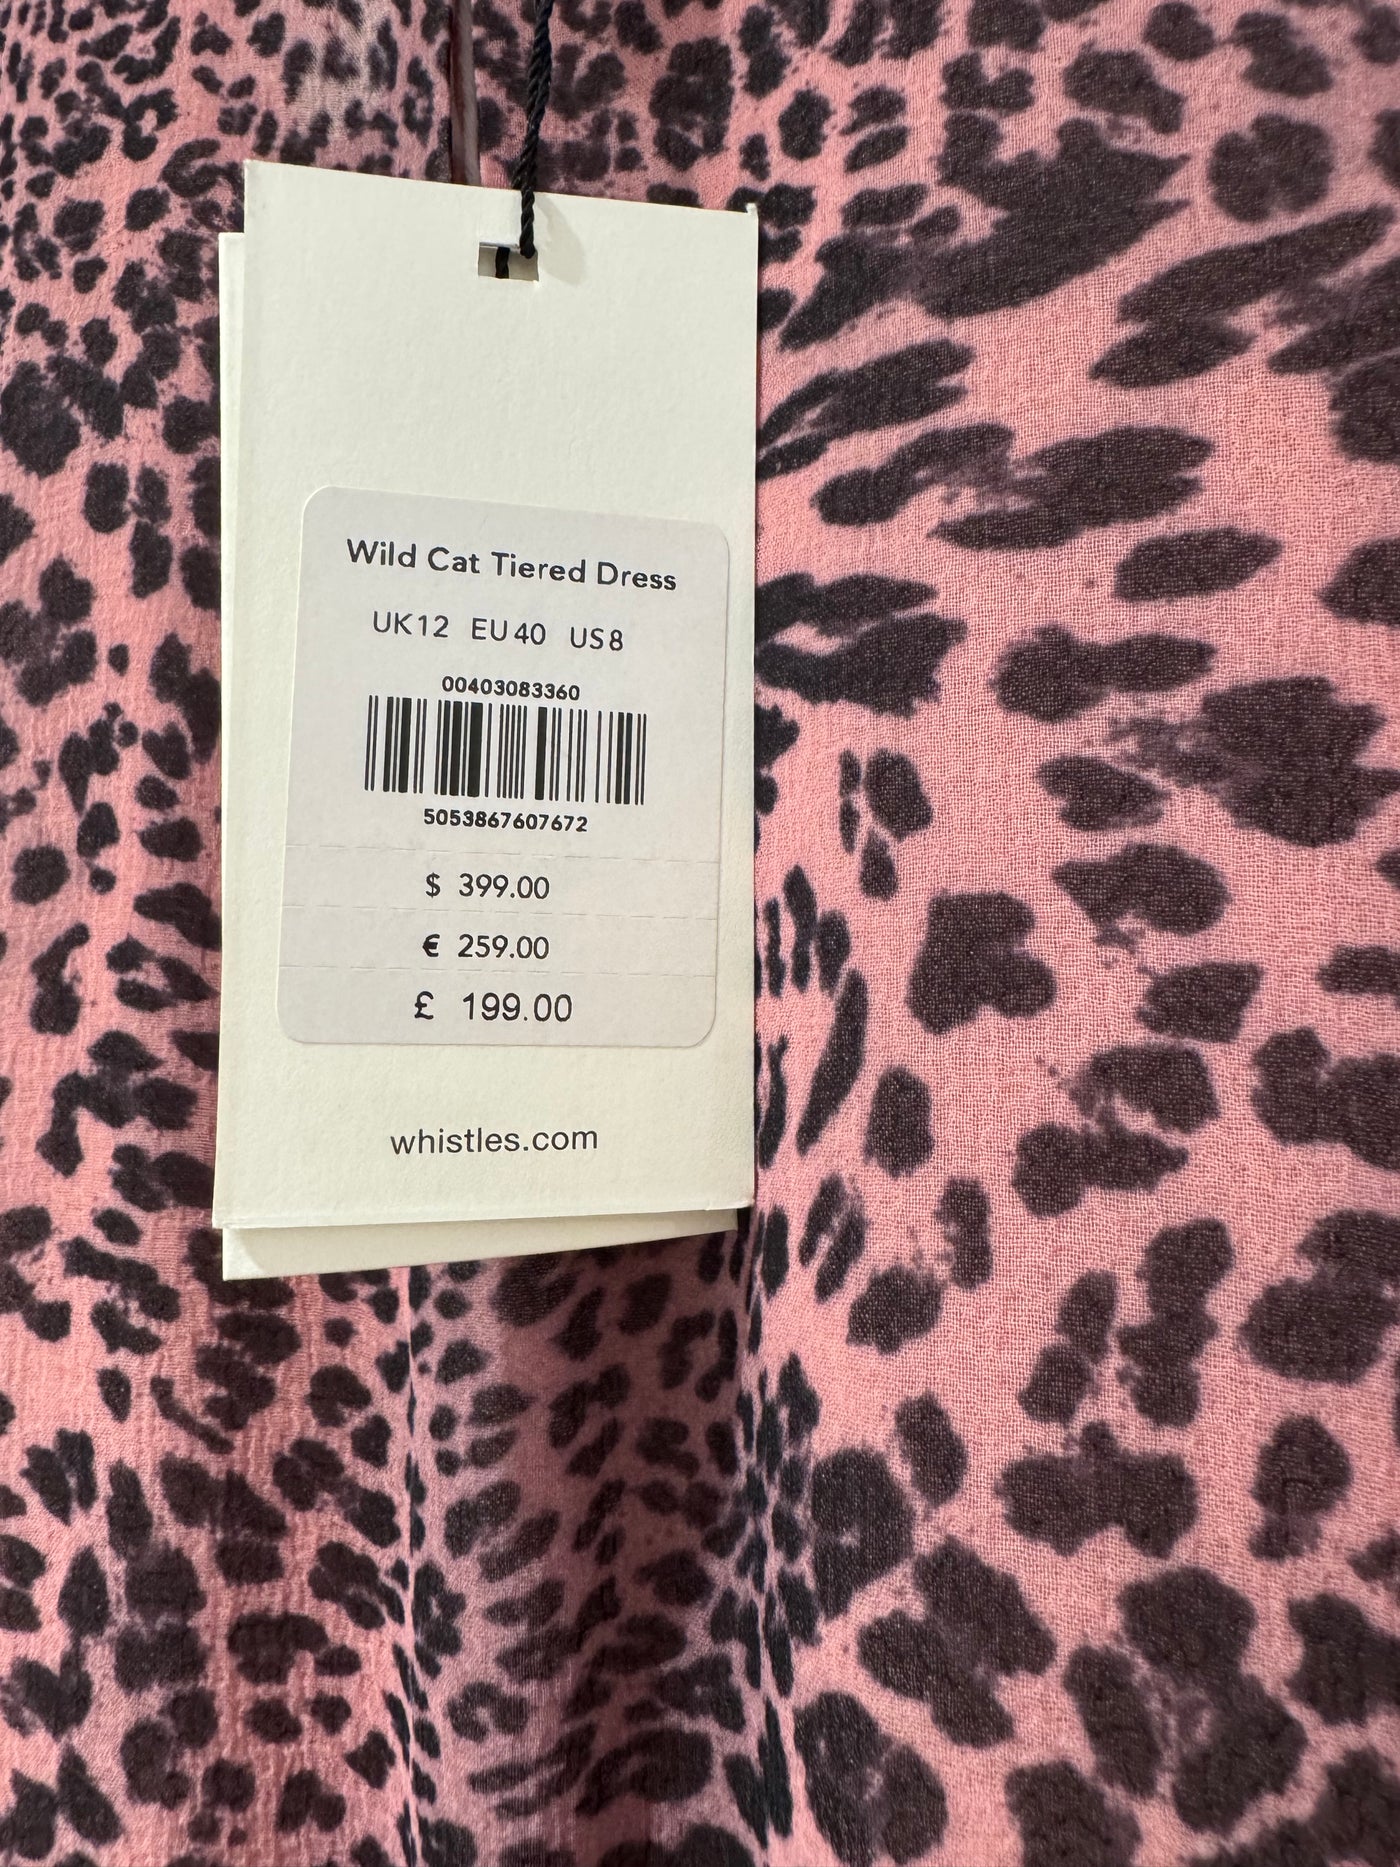 Wild Cat Tiered Dress
UK12 EU40 US8
00403083360
5053867607672
$ 399.00
€ 259.00
£ 199.00
whistles.com